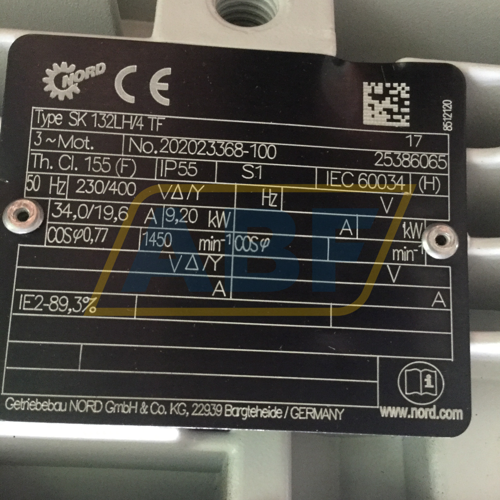 NORD CE
8512120
Type SK 132LH/4 TF
17
3~Mot. No. 202023368-100 25386065
Th. Cl. 155 (F) IP55 S1 IEC 60034 (H)
50 Hz 230/400 VΔ/Y Hz V
34,0/19,6 A 9,20 kW A kW
COSφ0,77 1450 min⁻¹ COSφ min⁻¹
VΔ/Y V
A A
IE2-89,3%
Getriebebau NORD GmbH & Co. KG, 22939 Bargteheide / GERMANY www.nord.com
ABF